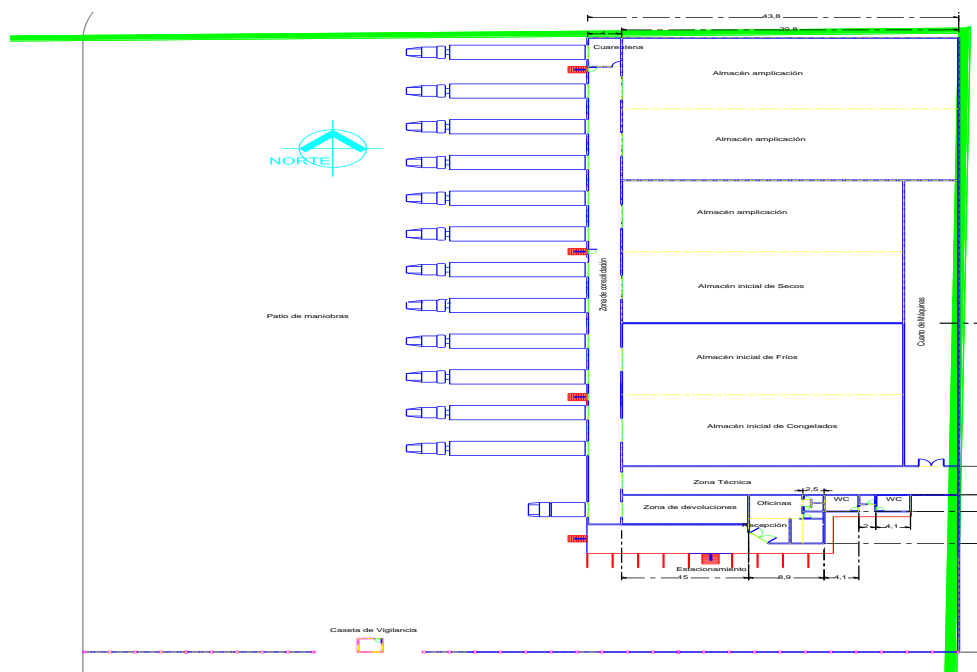 43,8
4
39,8
Cuarentena
Almacén amplicación
Almacén amplicación
NORTE
Almacén amplicación
Zona de consolidación
Almacén inicial de Secos
Cuarto de Máquinas
Patio de maniobras
Almacén inicial de Fríos
Almacén inicial de Congelados
Zona Técnica
2,5
Zona de devoluciones
Oficinas
WC
WC
Recepción
2
4,1
Estacionamiento
15
8,9
4,1
Caseta de Vigilancia